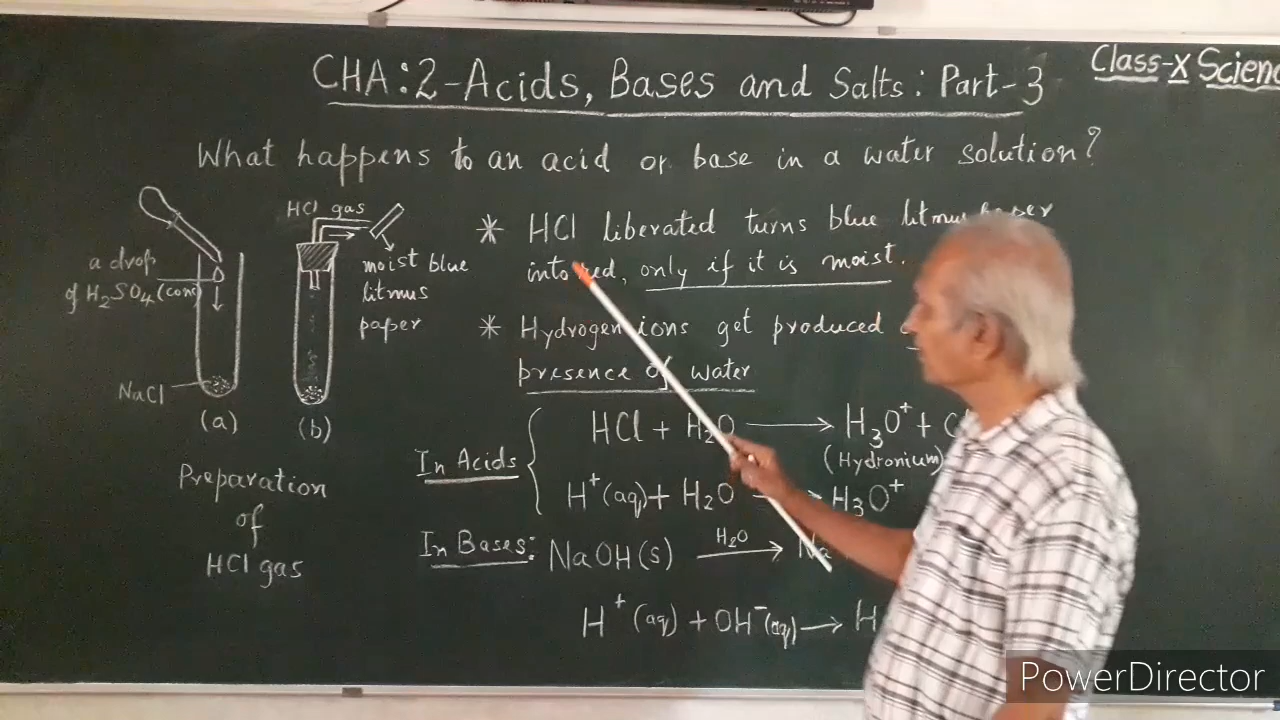 CHA:2-Acids, Bases and Salts: Part-3
Class-X
What happens to an acid or base in a water solution?
HCl gas
a drop
of H₂SO₄(conc)
moist blue
litmus
paper
NaCl
(a)
(b)
Preparation
of
HCl gas
* HCl liberated turns blue litmus paper
into red, only if it is moist.
* Hydrogen ions get produced
presence of water
In Acids
HCl + H₂O ⟶ H₃O⁺ +
(Hydronium)
H⁺(aq) + H₂O ⟶ H₃O⁺
In Bases: NaOH(s) H₂O ⟶ Na
H⁺(aq) + OH⁻(aq) ⟶ H
PowerDirector